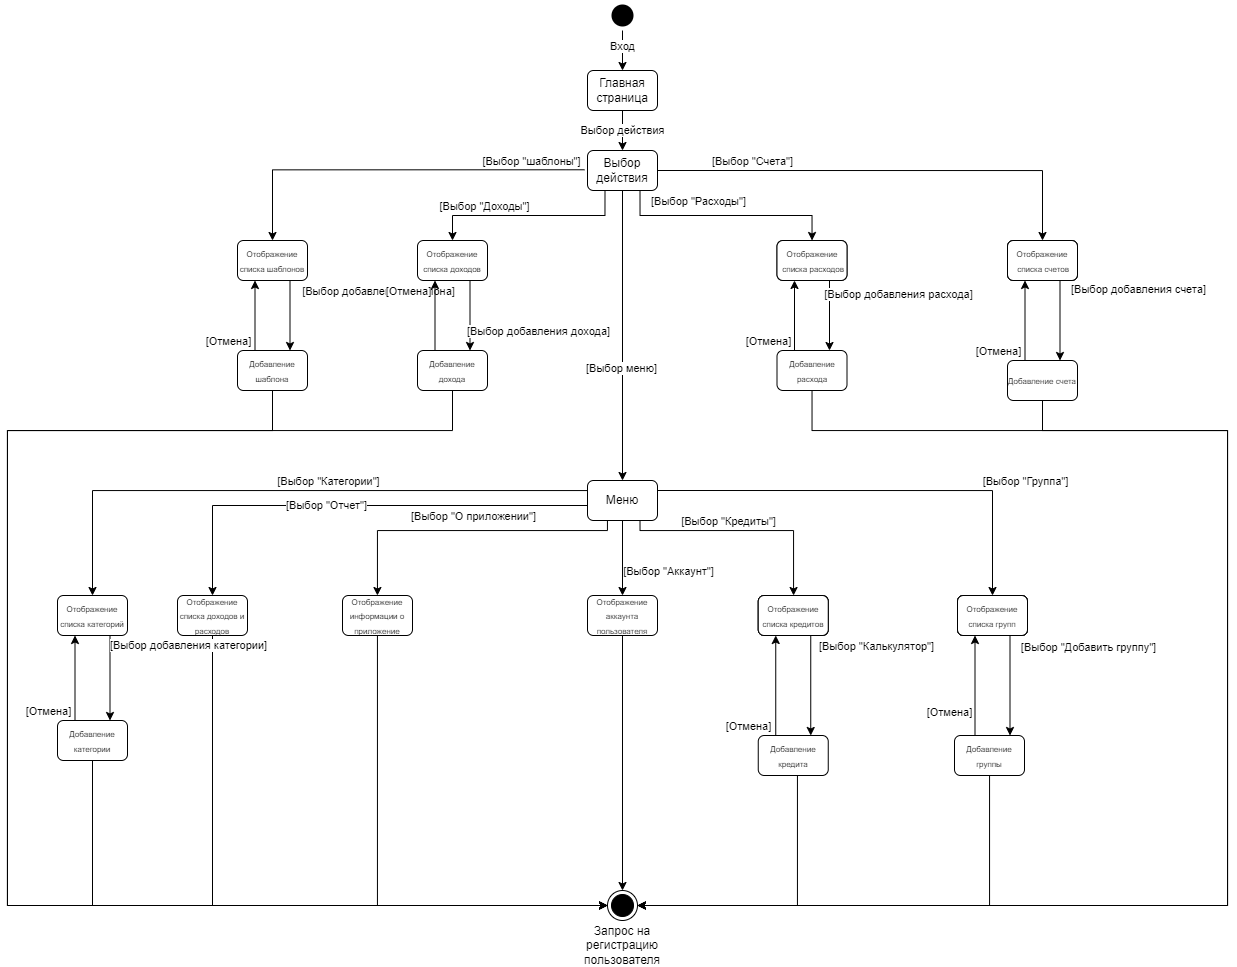 Вход
Главная
страница
Выбор действия
Выбор
действия
[Выбор "шаблоны"]
[Выбор "Счета"]
[Выбор "Доходы"]
[Выбор "Расходы"]
Отображение
списка шаблонов
Отображение
списка доходов
Отображение
списка расходов
Отображение
списка счетов
[Выбор добавле
[Отмена]
она]
[Выбор добавления расхода]
[Выбор добавления счета]
[Выбор добавления дохода]
[Отмена]
[Отмена]
[Отмена]
Добавление
шаблона
Добавление
дохода
Добавление
расхода
Добавление счета
[Выбор меню]
Меню
[Выбор "Категории"]
[Выбор "Группа"]
[Выбор "Отчет"]
[Выбор "О приложении"]
[Выбор "Кредиты"]
[Выбор "Аккаунт"]
Отображение
списка категорий
Отображение
списка доходов и
расходов
Отображение
информации о
приложение
Отображение
аккаунта
пользователя
Отображение
списка кредитов
Отображение
списка групп
[Выбор добавления категории]
[Выбор "Калькулятор"]
[Выбор "Добавить группу"]
[Отмена]
[Отмена]
[Отмена]
Добавление
категории
Добавление
кредита
Добавление
группы
Запрос на
регистрацию
пользователя